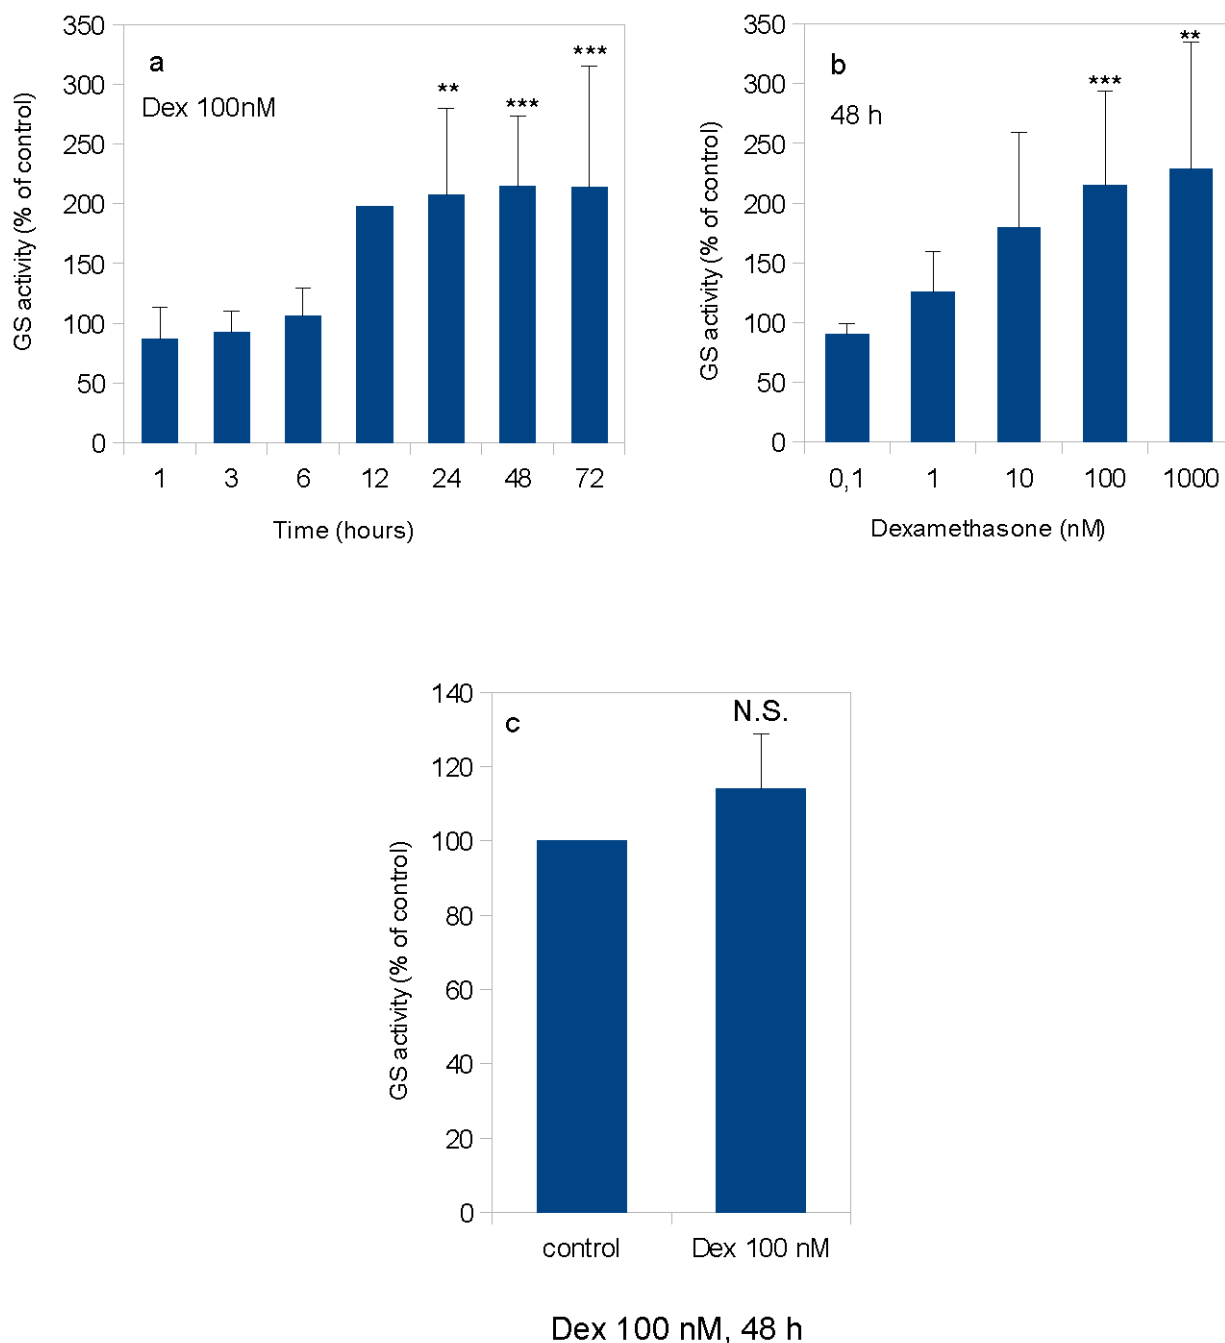 a
Dex 100nM
GS activity (% of control)
350
300
250
200
150
100
50
0
**
***
***
1 3 6 12 24 48 72
Time (hours)
b
48 h
GS activity (% of control)
350
300
250
200
150
100
50
0
***
**
0,1 1 10 100 1000
Dexamethasone (nM)
c
N.S.
GS activity (% of control)
140
120
100
80
60
40
20
0
control Dex 100 nM
Dex 100 nM, 48 h